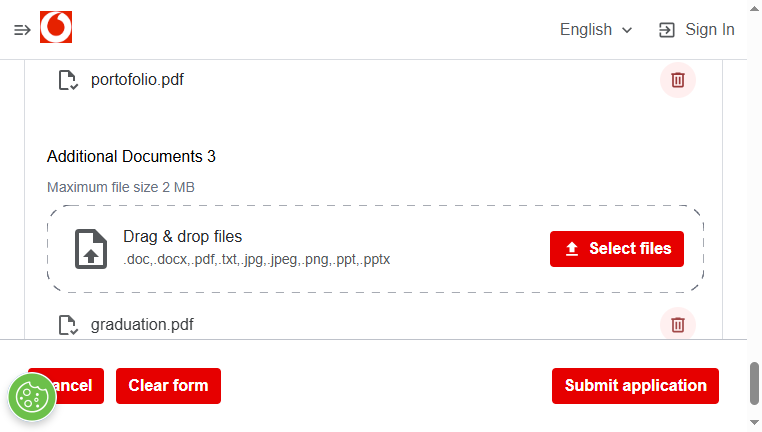 English
Sign In
portofolio.pdf
Additional Documents 3
Maximum file size 2 MB
Drag & drop files
.doc,.docx,.pdf,.txt,.jpg,.jpeg,.png,.ppt,.pptx
Select files
graduation.pdf
Clear form
Submit application